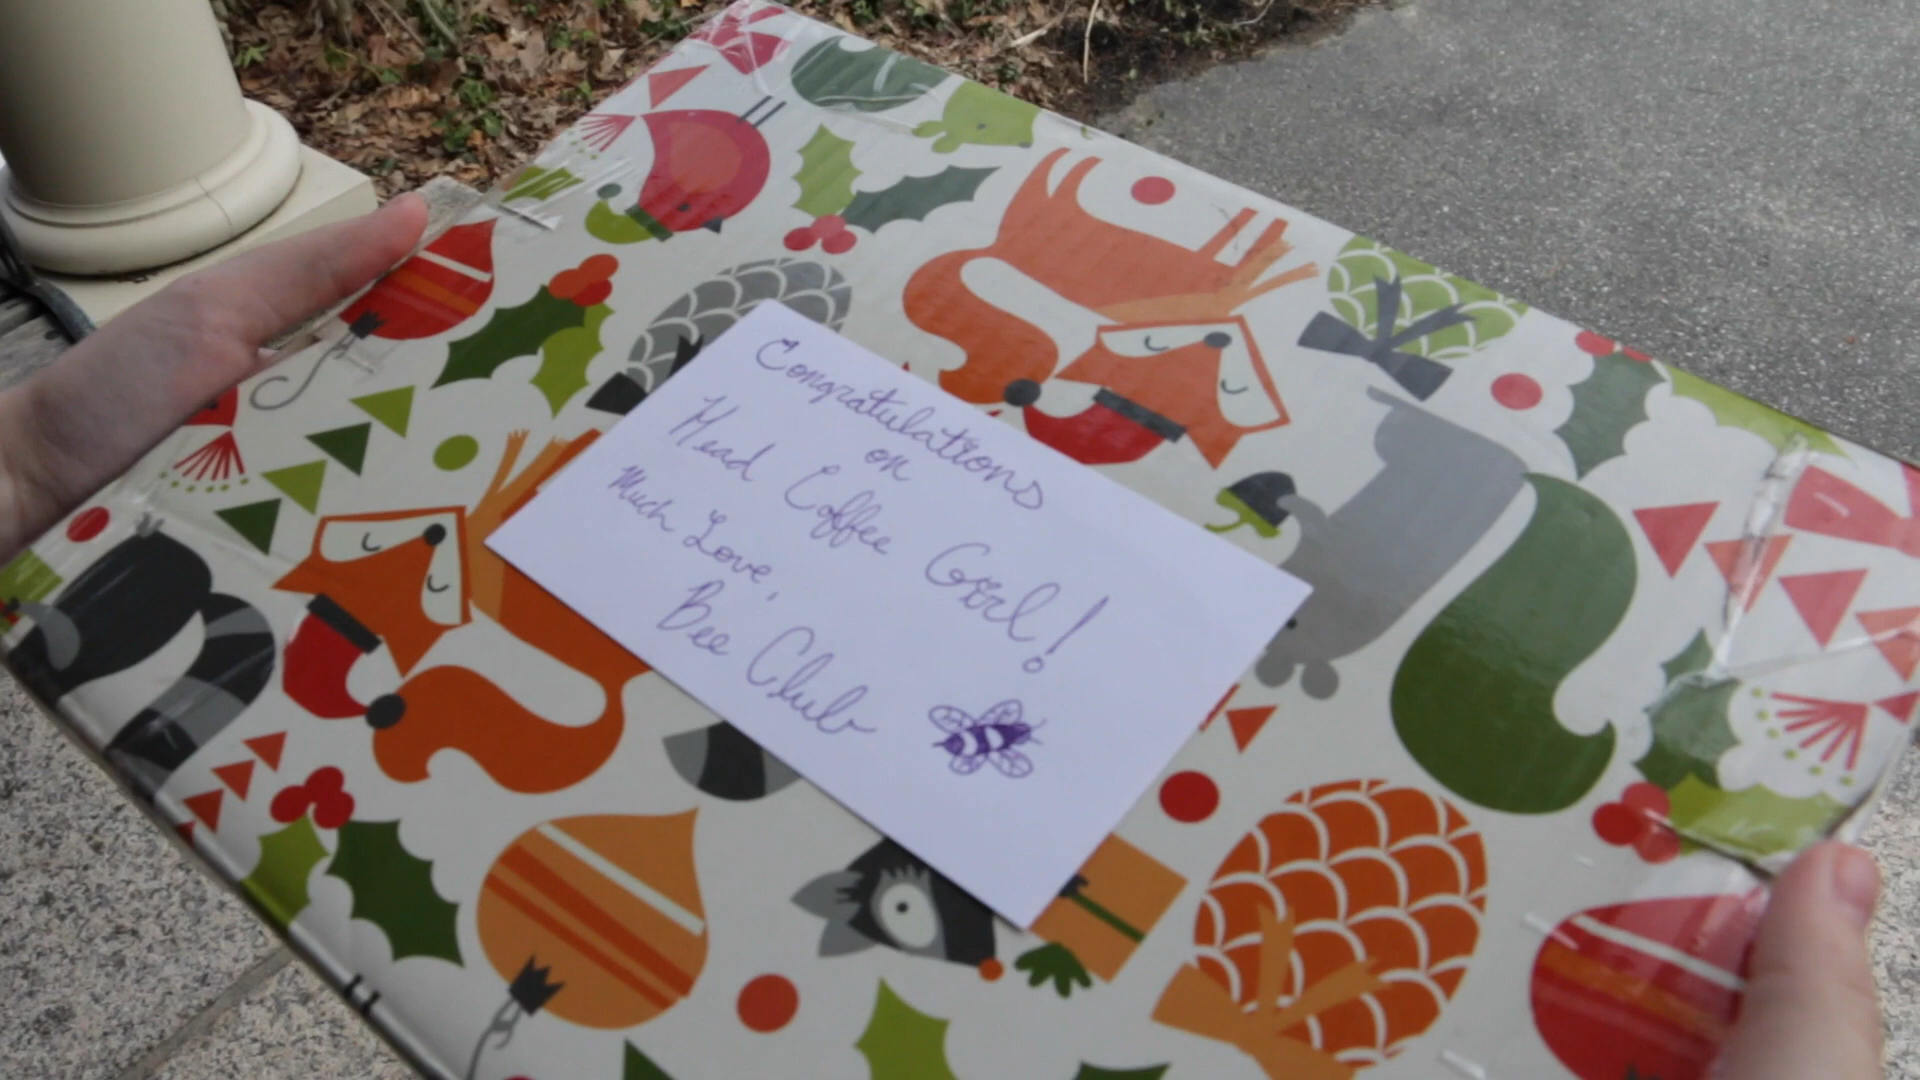 Congratulations
on
Head Coffee Girl!
Much Love,
Bee Club